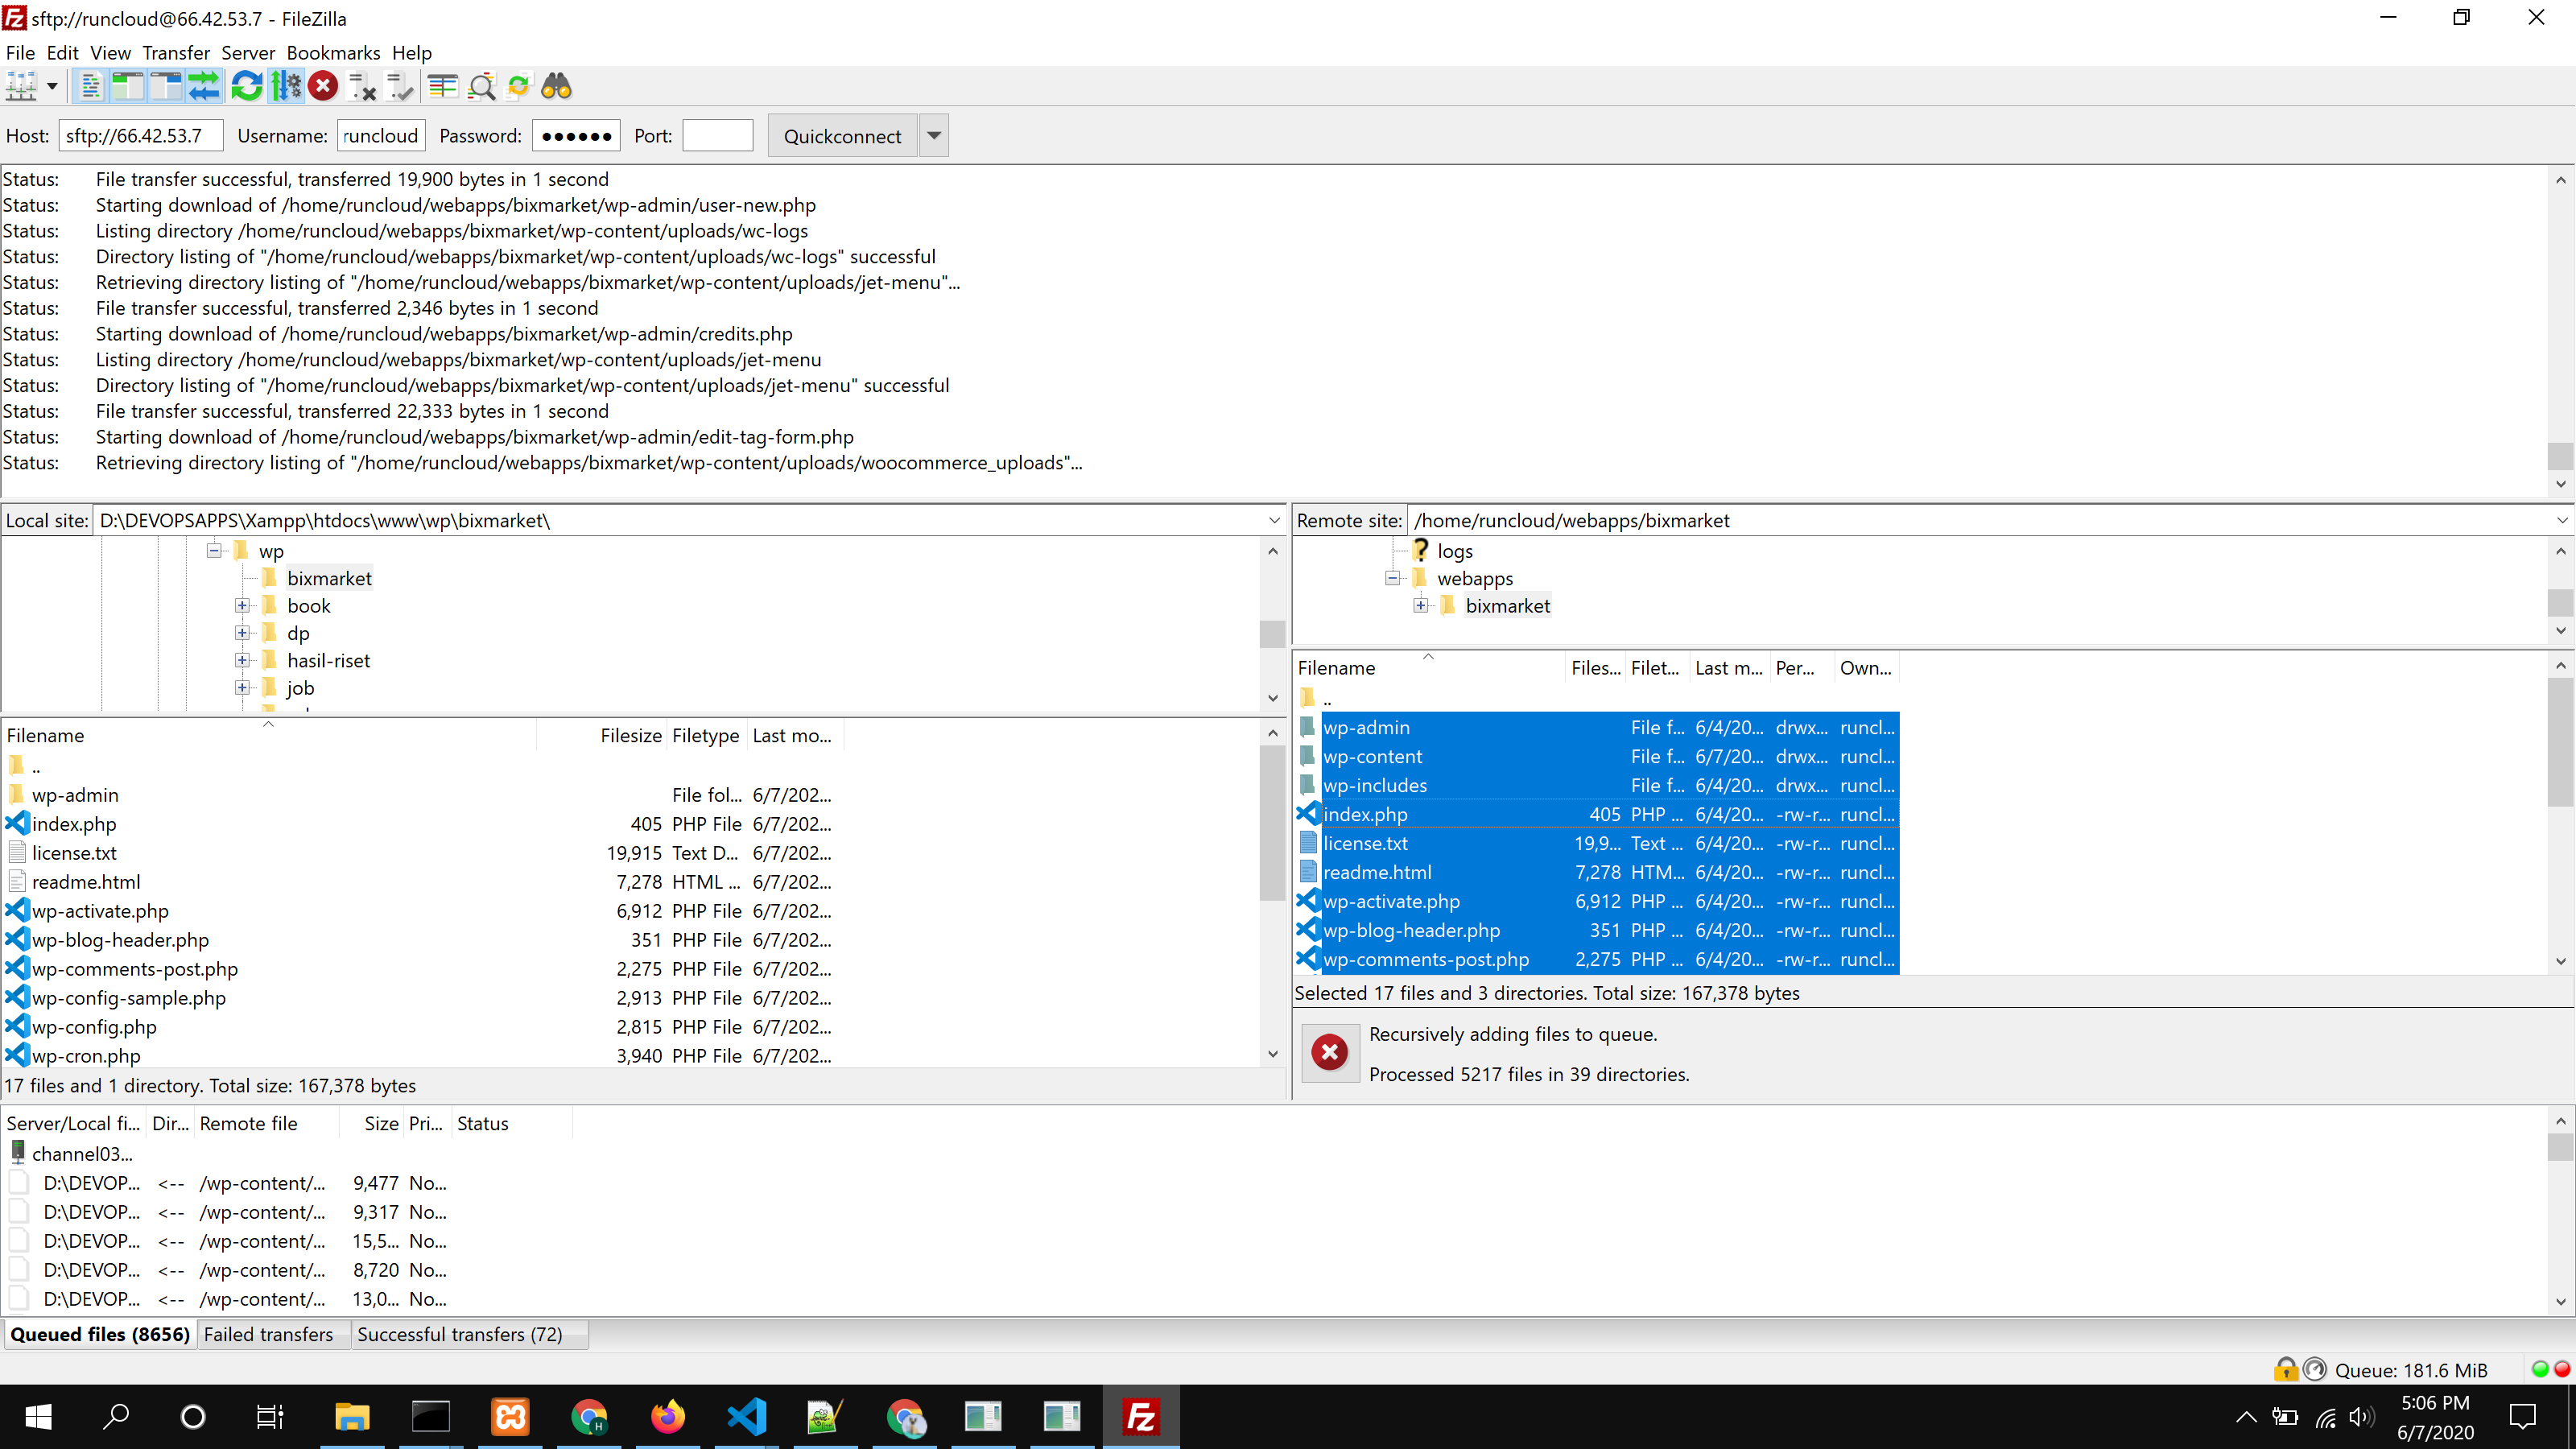 sftp://runcloud@66.42.53.7 - FileZilla
File Edit View Transfer Server Bookmarks Help
Host: sftp://66.42.53.7 Username: runcloud Password: ●●●●●● Port: Quickconnect
Status: File transfer successful, transferred 19,900 bytes in 1 second
Status: Starting download of /home/runcloud/webapps/bixmarket/wp-admin/user-new.php
Status: Listing directory /home/runcloud/webapps/bixmarket/wp-content/uploads/wc-logs
Status: Directory listing of "/home/runcloud/webapps/bixmarket/wp-content/uploads/wc-logs" successful
Status: Retrieving directory listing of "/home/runcloud/webapps/bixmarket/wp-content/uploads/jet-menu"...
Status: File transfer successful, transferred 2,346 bytes in 1 second
Status: Starting download of /home/runcloud/webapps/bixmarket/wp-admin/credits.php
Status: Listing directory /home/runcloud/webapps/bixmarket/wp-content/uploads/jet-menu
Status: Directory listing of "/home/runcloud/webapps/bixmarket/wp-content/uploads/jet-menu" successful
Status: File transfer successful, transferred 22,333 bytes in 1 second
Status: Starting download of /home/runcloud/webapps/bixmarket/wp-admin/edit-tag-form.php
Status: Retrieving directory listing of "/home/runcloud/webapps/bixmarket/wp-content/uploads/woocommerce_uploads"...
Local site: D:\DEVOPSAPPS\Xampp\htdocs\www\wp\bixmarket\
wp
bixmarket
book
dp
hasil-riset
job
Filename Filesize Filetype Last mo...
..
wp-admin File fol... 6/7/202...
index.php 405 PHP File 6/7/202...
license.txt 19,915 Text D... 6/7/202...
readme.html 7,278 HTML ... 6/7/202...
wp-activate.php 6,912 PHP File 6/7/202...
wp-blog-header.php 351 PHP File 6/7/202...
wp-comments-post.php 2,275 PHP File 6/7/202...
wp-config-sample.php 2,913 PHP File 6/7/202...
wp-config.php 2,815 PHP File 6/7/202...
wp-cron.php 3,940 PHP File 6/7/202...
17 files and 1 directory. Total size: 167,378 bytes
Remote site: /home/runcloud/webapps/bixmarket
logs
webapps
bixmarket
Filename Files... Filet... Last m... Per... Own...
..
wp-admin File f... 6/4/20... drwx... runcl...
wp-content File f... 6/7/20... drwx... runcl...
wp-includes File f... 6/4/20... drwx... runcl...
index.php 405 PHP ... 6/4/20... -rw-r... runcl...
license.txt 19,9... Text ... 6/4/20... -rw-r... runcl...
readme.html 7,278 HTM... 6/4/20... -rw-r... runcl...
wp-activate.php 6,912 PHP ... 6/4/20... -rw-r... runcl...
wp-blog-header.php 351 PHP ... 6/4/20... -rw-r... runcl...
wp-comments-post.php 2,275 PHP ... 6/4/20... -rw-r... runcl...
Selected 17 files and 3 directories. Total size: 167,378 bytes
Recursively adding files to queue.
Processed 5217 files in 39 directories.
Server/Local fi... Dir... Remote file Size Pri... Status
channel03...
D:\DEVOP... <-- /wp-content/... 9,477 No...
D:\DEVOP... <-- /wp-content/... 9,317 No...
D:\DEVOP... <-- /wp-content/... 15,5... No...
D:\DEVOP... <-- /wp-content/... 8,720 No...
D:\DEVOP... <-- /wp-content/... 13,0... No...
Queued files (8656) Failed transfers Successful transfers (72)
Queue: 181.6 MiB
5:06 PM
6/7/2020